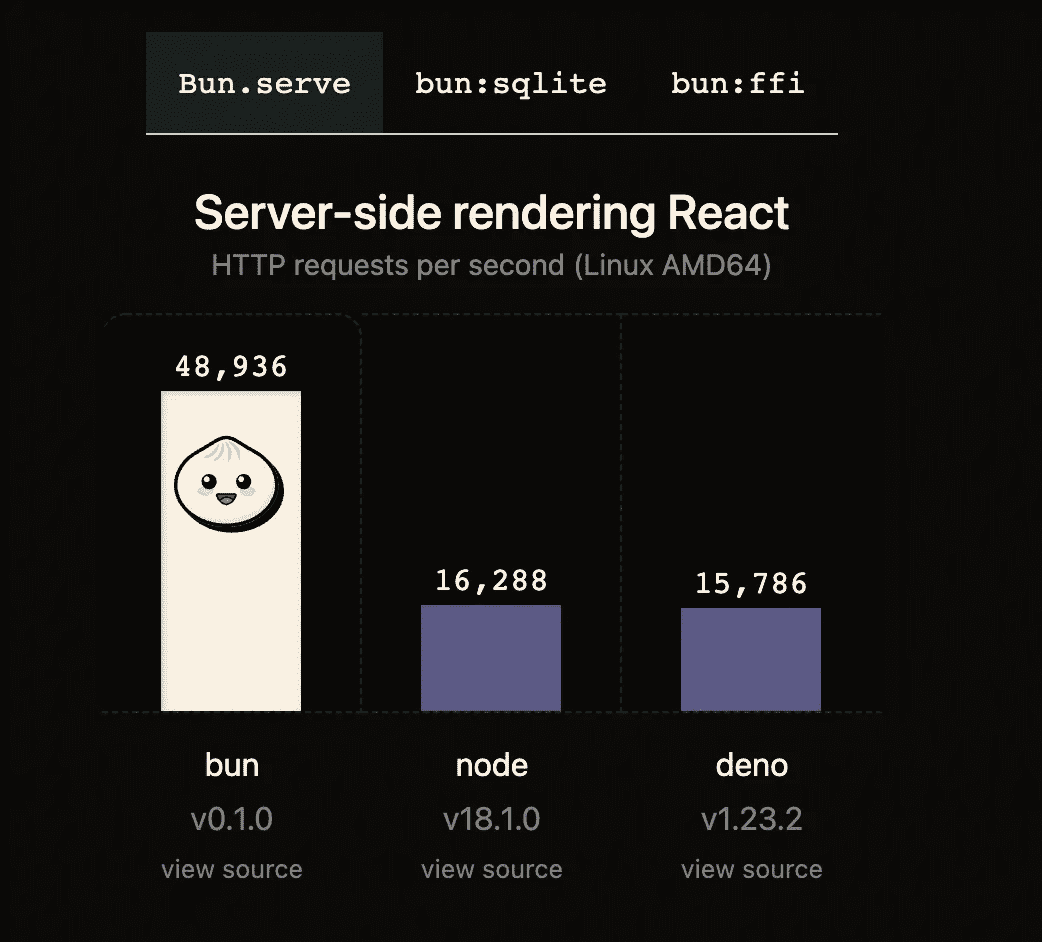 Bun.serve bun:sqlite bun:ffi
Server-side rendering React
HTTP requests per second (Linux AMD64)
48,936
16,288
15,786
bun node deno
v0.1.0 v18.1.0 v1.23.2
view source view source view source